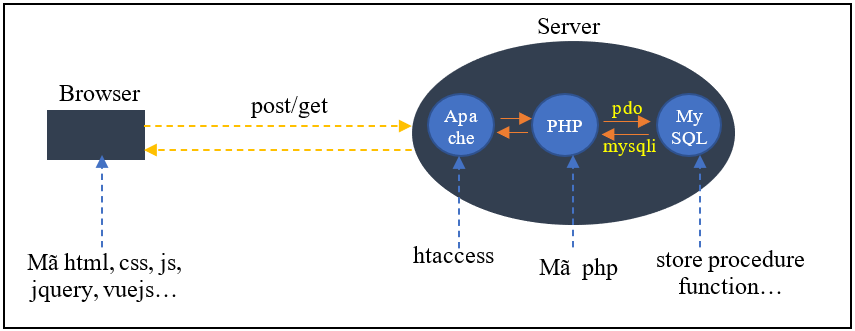 Server
Browser
post/get
Apa
che
PHP
pdo
mysqli
My
SQL
Mã html, css, js,
jquery, vuejs…
htaccess
Mã php
store procedure
function…